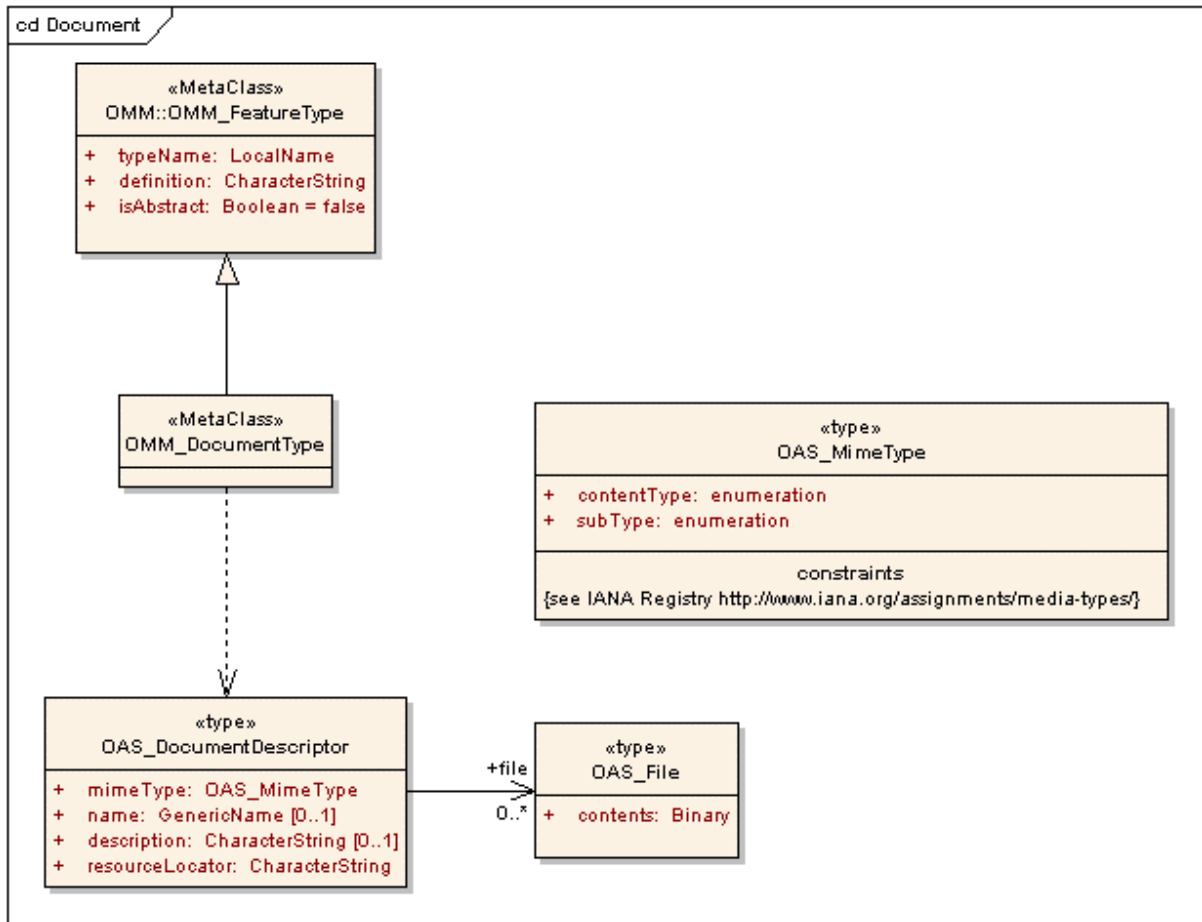 cd Document
«MetaClass»
OMM::OMM_FeatureType
+ typeName: LocalName
+ definition: CharacterString
+ isAbstract: Boolean = false
«MetaClass»
OMM_DocumentType
«type»
OAS_MimeType
+ contentType: enumeration
+ subType: enumeration
constraints
{see IANA Registry http://www.iana.org/assignments/media-types/}
«type»
OAS_DocumentDescriptor
+ mimeType: OAS_MimeType
+ name: GenericName [0..1]
+ description: CharacterString [0..1]
+ resourceLocator: CharacterString
+file
0..*
«type»
OAS_File
+ contents: Binary